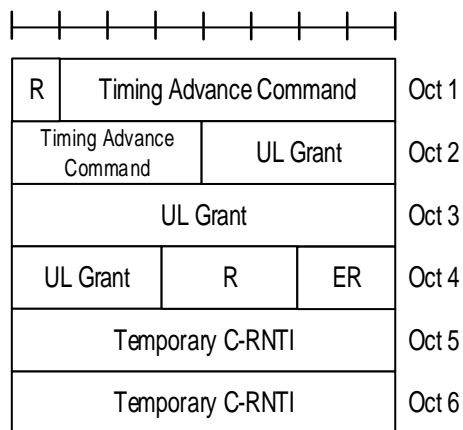 R Timing Advance Command Oct 1
Timing Advance
Command UL Grant Oct 2
UL Grant Oct 3
UL Grant R ER Oct 4
Temporary C-RNTI Oct 5
Temporary C-RNTI Oct 6